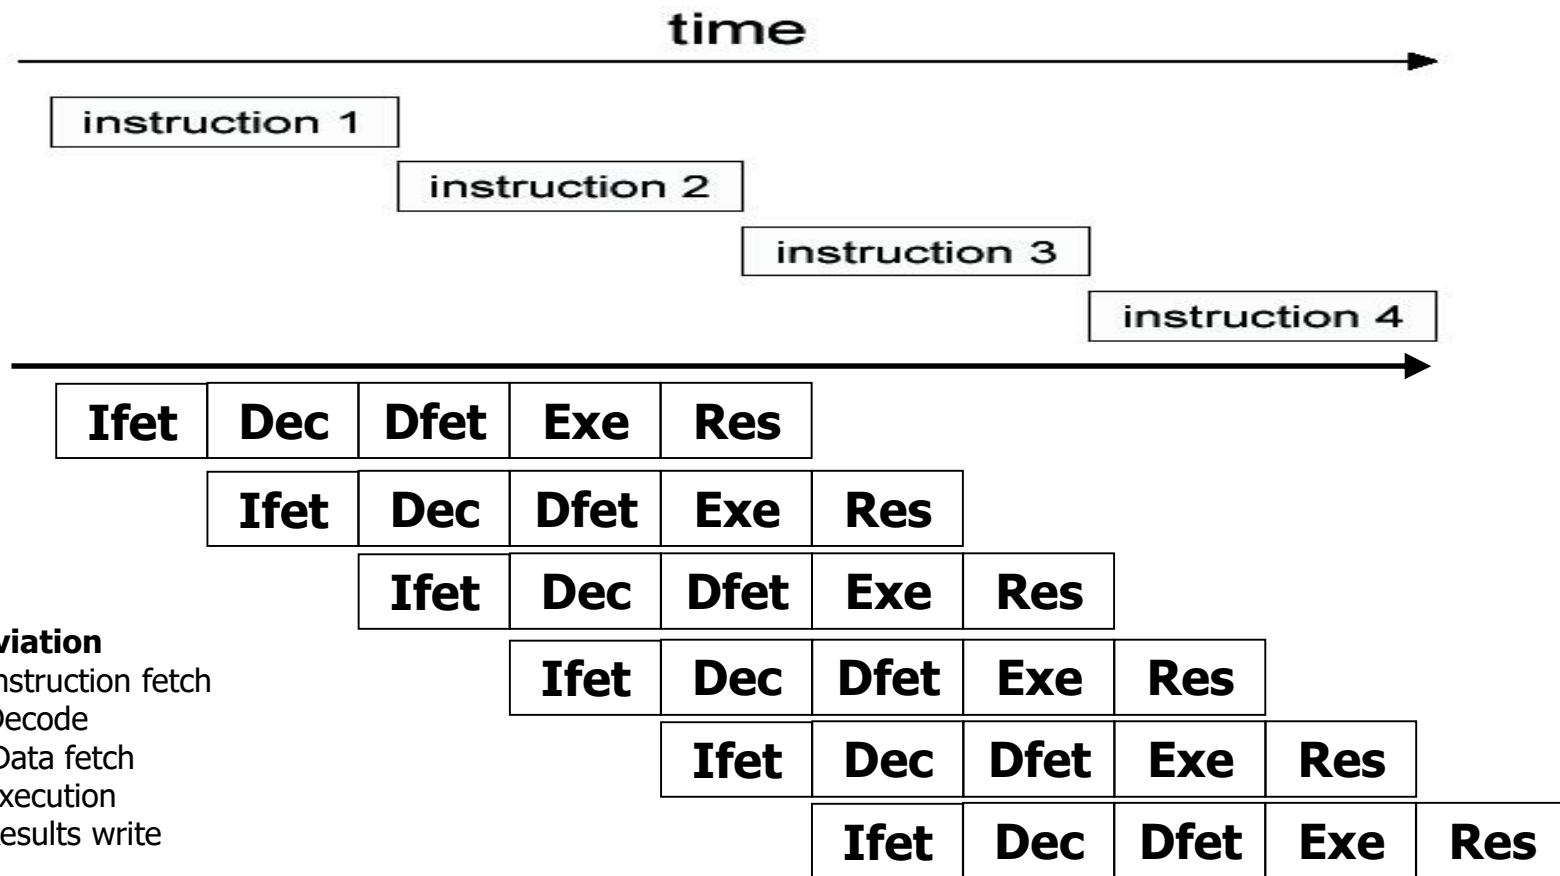 time
instruction 1
instruction 2
instruction 3
instruction 4
Ifet Dec Dfet Exe Res
Ifet Dec Dfet Exe Res
Ifet Dec Dfet Exe Res
viation
nstruction fetch
Ifet Dec Dfet Exe Res
Decode
Data fetch
Ifet Dec Dfet Exe Res
xecution
esults write
Ifet Dec Dfet Exe Res